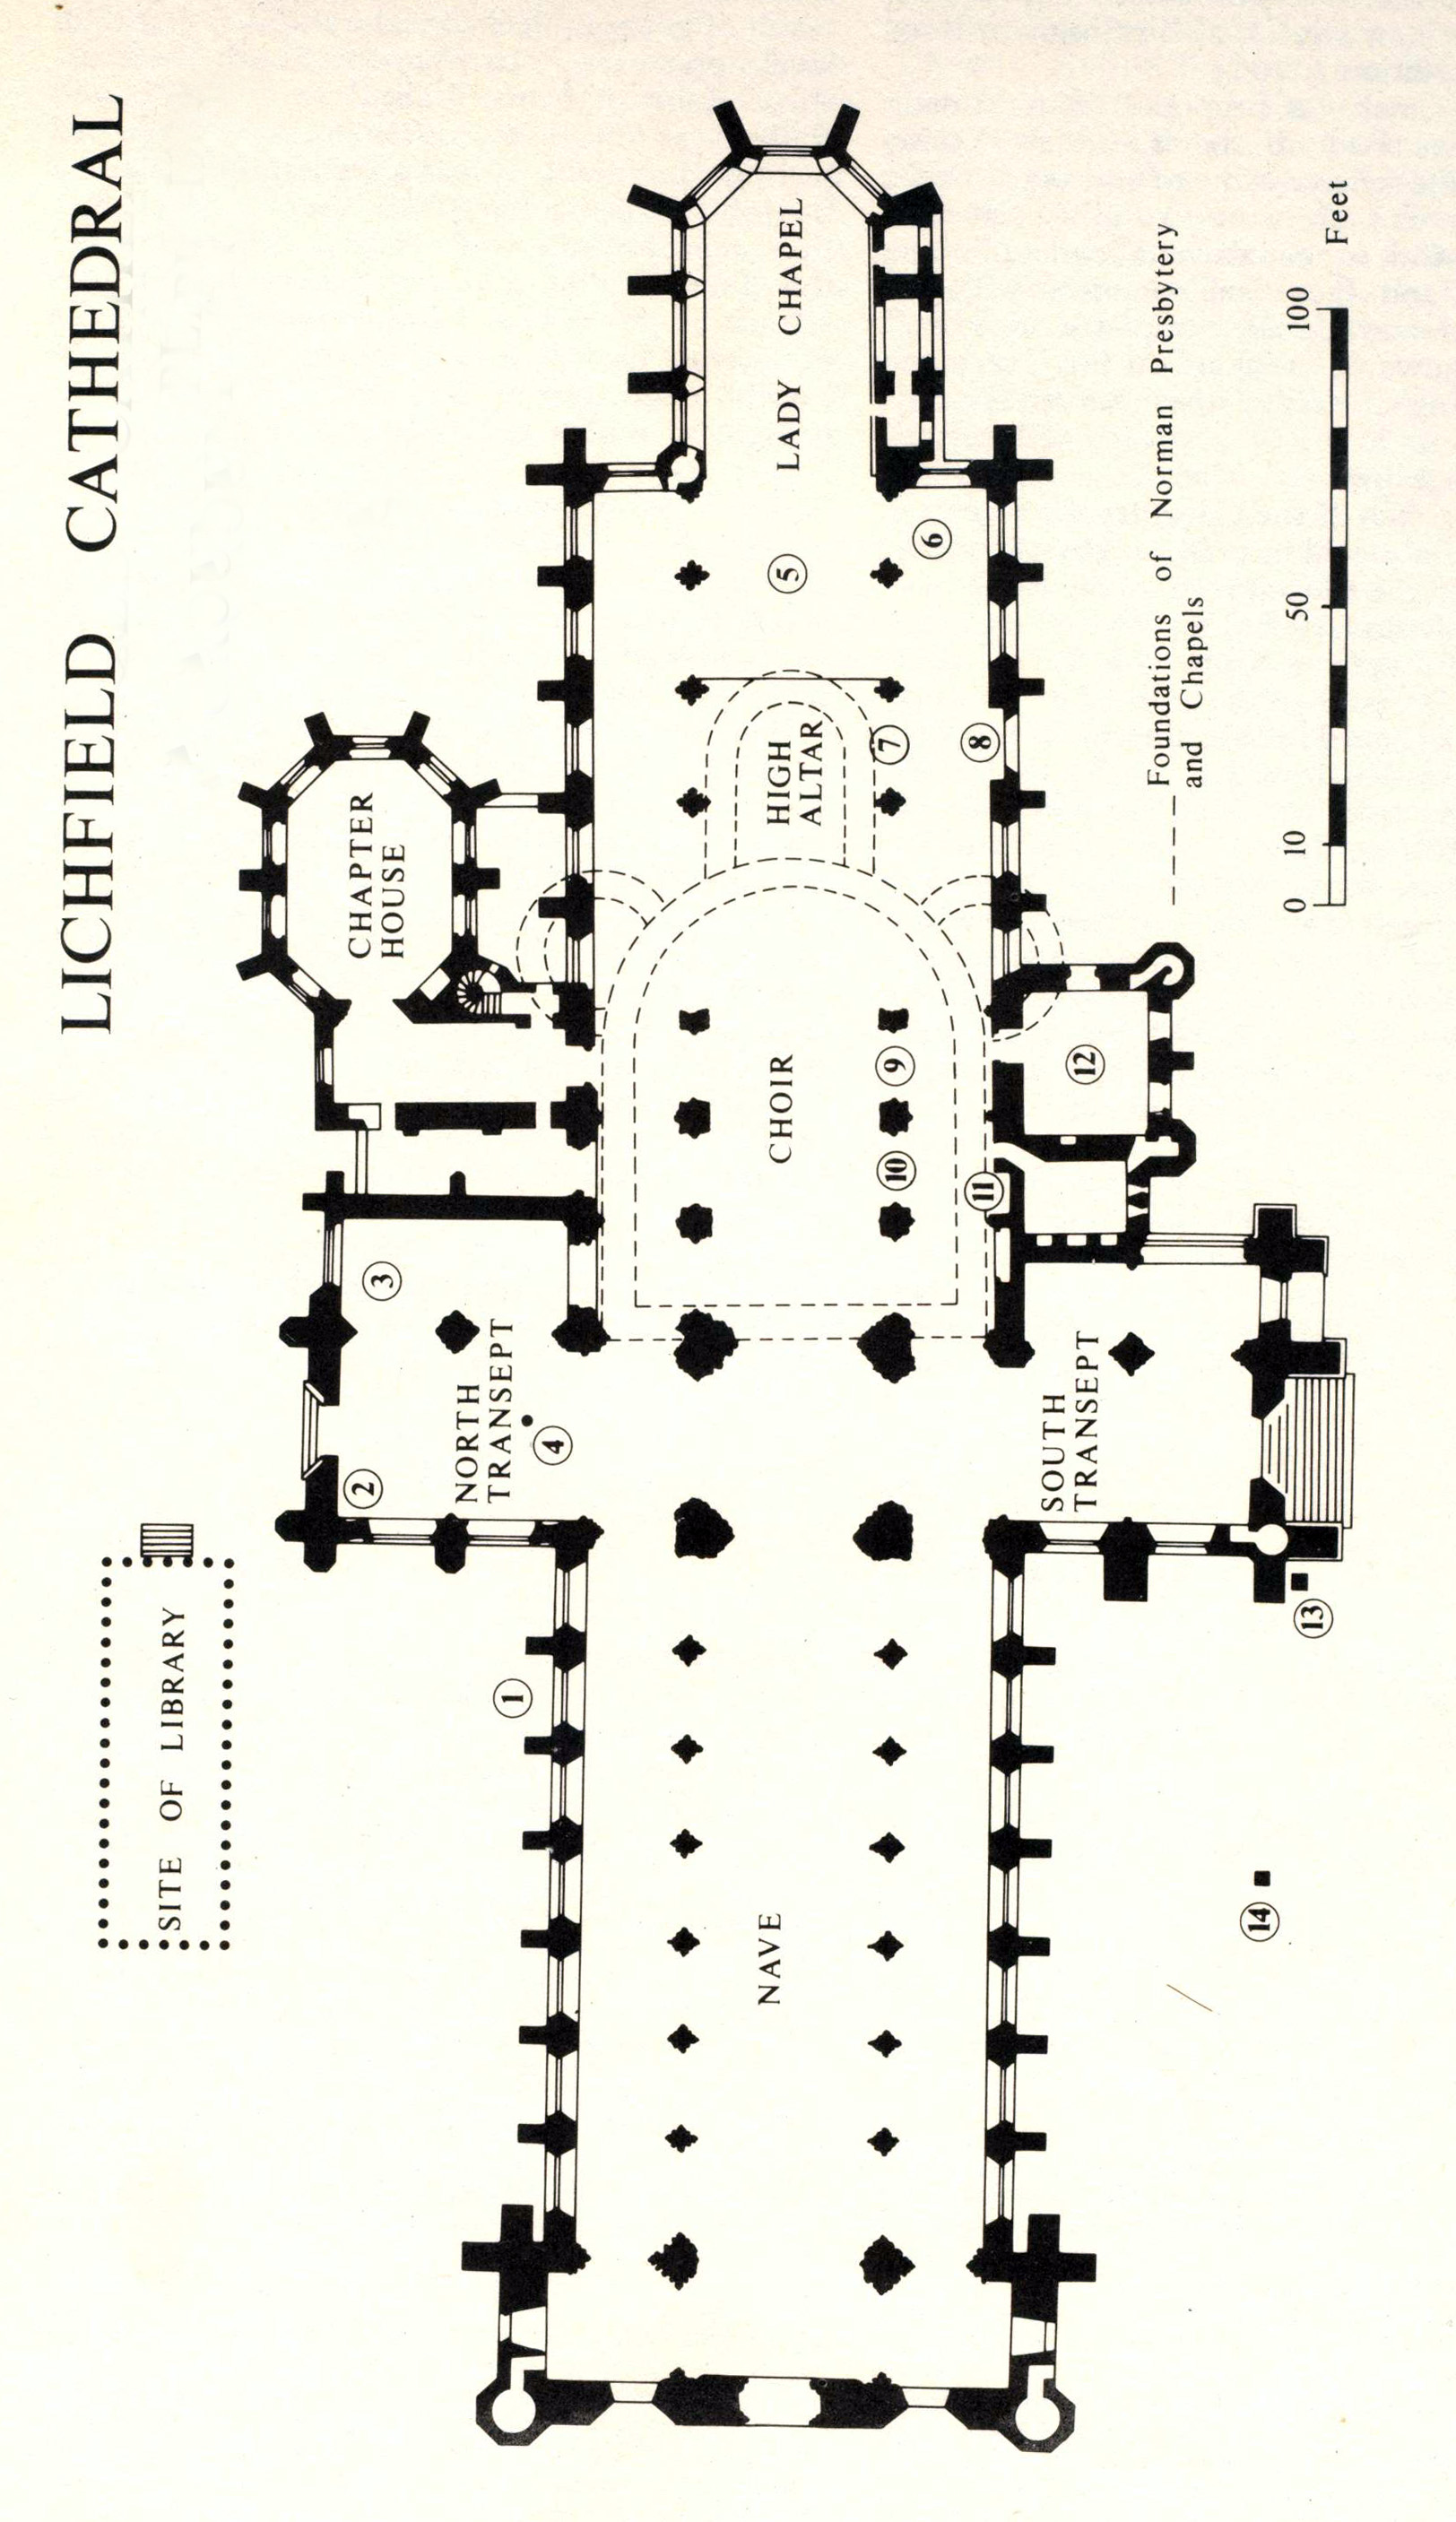 LICHFIELD CATHEDRAL
SITE OF LIBRARY
CHAPTER
HOUSE
NORTH
TRANSEPT
NAVE
CHOIR
HIGH
ALTAR
LADY CHAPEL
SOUTH
TRANSEPT
1
2
3
4
5
6
7
8
9
10
11
12
13
14
Foundations of Norman Presbytery
and Chapels
0 10 50 100
Feet